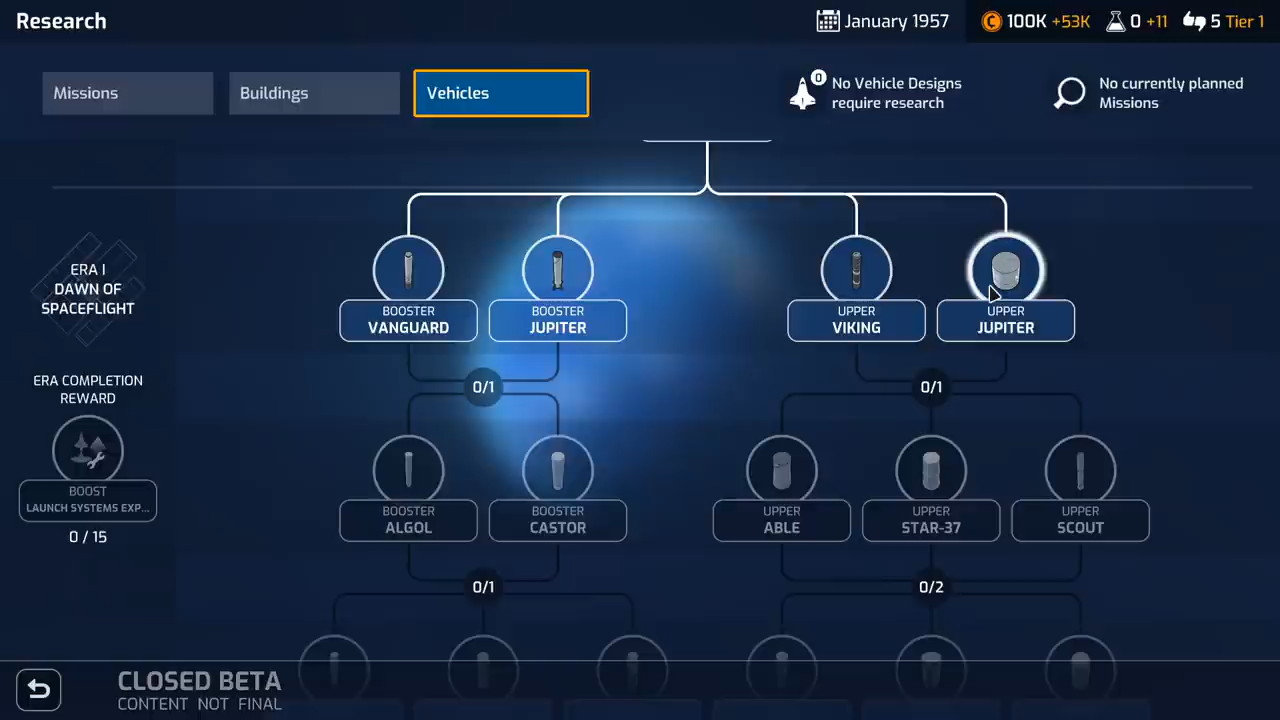 Research
January 1957
100K +53K
0 +11
5 Tier 1
Missions
Buildings
Vehicles
0
No Vehicle Designs
require research
No currently planned
Missions
ERA I
DAWN OF
SPACEFLIGHT
BOOSTER
VANGUARD
BOOSTER
JUPITER
UPPER
VIKING
UPPER
JUPITER
0/1
0/1
ERA COMPLETION
REWARD
BOOST
LAUNCH SYSTEMS EXP...
0 / 15
BOOSTER
ALGOL
BOOSTER
CASTOR
UPPER
ABLE
UPPER
STAR-37
UPPER
SCOUT
0/1
0/2
CLOSED BETA
CONTENT NOT FINAL